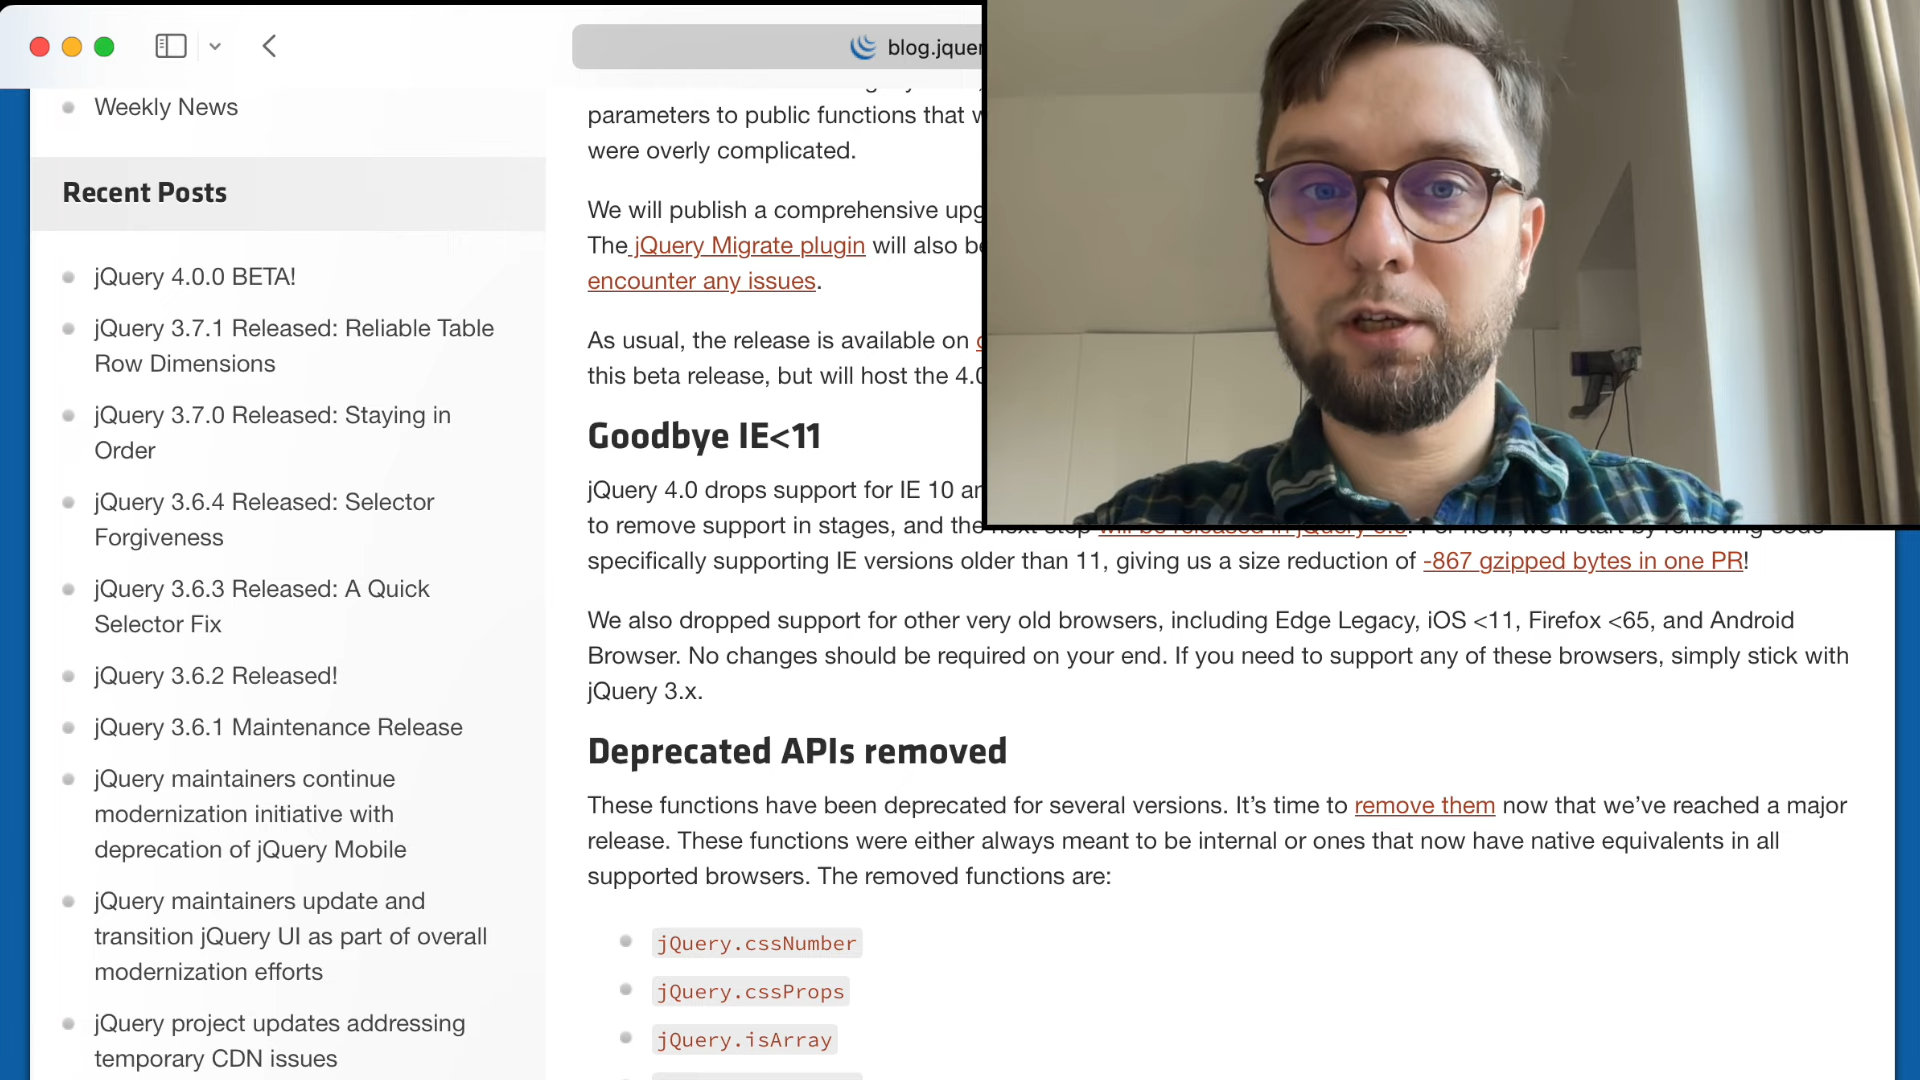 blog.jquer
Weekly News
Recent Posts
jQuery 4.0.0 BETA!
jQuery 3.7.1 Released: Reliable Table
Row Dimensions
jQuery 3.7.0 Released: Staying in
Order
jQuery 3.6.4 Released: Selector
Forgiveness
jQuery 3.6.3 Released: A Quick
Selector Fix
jQuery 3.6.2 Released!
jQuery 3.6.1 Maintenance Release
jQuery maintainers continue
modernization initiative with
deprecation of jQuery Mobile
jQuery maintainers update and
transition jQuery UI as part of overall
modernization efforts
jQuery project updates addressing
temporary CDN issues
parameters to public functions that
were overly complicated.
We will publish a comprehensive
The jQuery Migrate plugin will also
encounter any issues.
As usual, the release is available on
this beta release, but will host the
Goodbye IE<11
jQuery 4.0 drops support for IE 10
to remove support in stages, and the next step will be released in jQuery 5.0. For now, we'll start by removing code
specifically supporting IE versions older than 11, giving us a size reduction of -867 gzipped bytes in one PR!
We also dropped support for other very old browsers, including Edge Legacy, iOS <11, Firefox <65, and Android
Browser. No changes should be required on your end. If you need to support any of these browsers, simply stick with
jQuery 3.x.
Deprecated APIs removed
These functions have been deprecated for several versions. It’s time to remove them now that we’ve reached a major
release. These functions were either always meant to be internal or ones that now have native equivalents in all
supported browsers. The removed functions are:
jQuery.cssNumber
jQuery.cssProps
jQuery.isArray